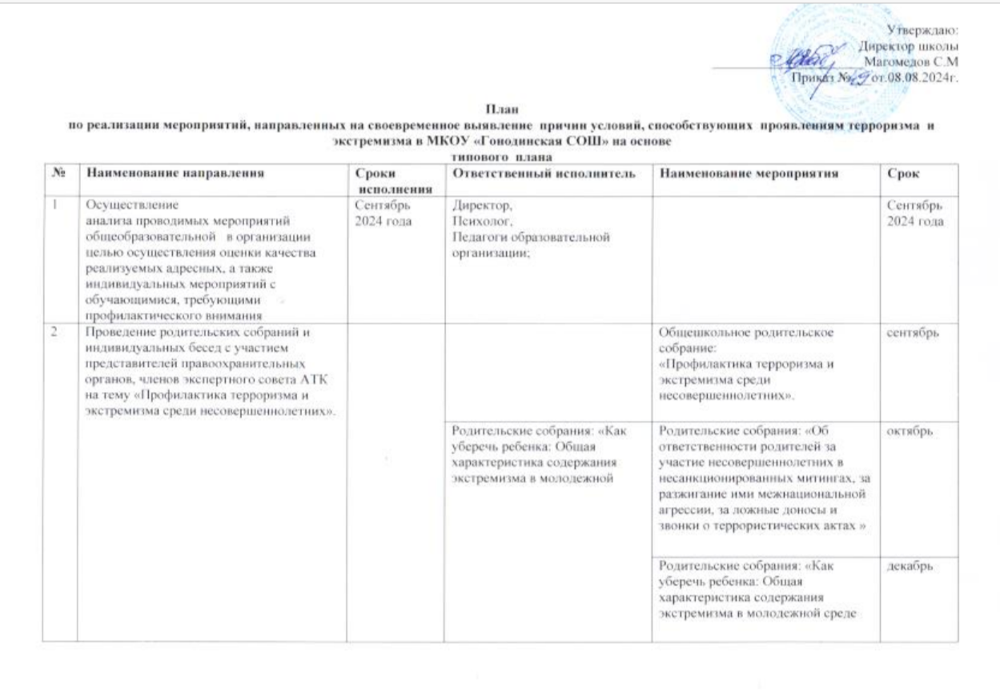 Утверждаю:
Директор школы
Магомедов С.М
Приказ №49 от.08.08.2024г.
План
по реализации мероприятий, направленных на своевременное выявление причин условий, способствующих проявлениям терроризма и
экстремизма в МКОУ «Гонодинская СОШ» на основе
типового плана
№ Наименование направления Сроки Ответственный исполнитель Наименование мероприятия Срок
исполнения
1 Осуществление Сентябрь Директор, Сентябрь
анализа проводимых мероприятий 2024 года Психолог, 2024 года
общеобразовательной в организации Педагоги образовательной
целью осуществления оценки качества организации;
реализуемых адресных, а также
индивидуальных мероприятий с
обучающимися, требующими
профилактического внимания
2 Проведение родительских собраний и Общешкольное родительское сентябрь
индивидуальных бесед с участием собрание:
представителей правоохранительных «Профилактика терроризма и
органов, членов экспертного совета АТК экстремизма среди
на тему «Профилактика терроризма и несовершеннолетних».
экстремизма среди несовершеннолетних».
Родительские собрания: «Как Родительские собрания: «Об октябрь
уберечь ребенка: Общая ответственности родителей за
характеристика содержания участие несовершеннолетних в
экстремизма в молодежной несанкционированных митингах, за
разжигание ими межнациональной
агрессии, за ложные доносы и
звонки о террористических актах »
Родительские собрания: «Как декабрь
уберечь ребенка: Общая
характеристика содержания
экстремизма в молодежной среде